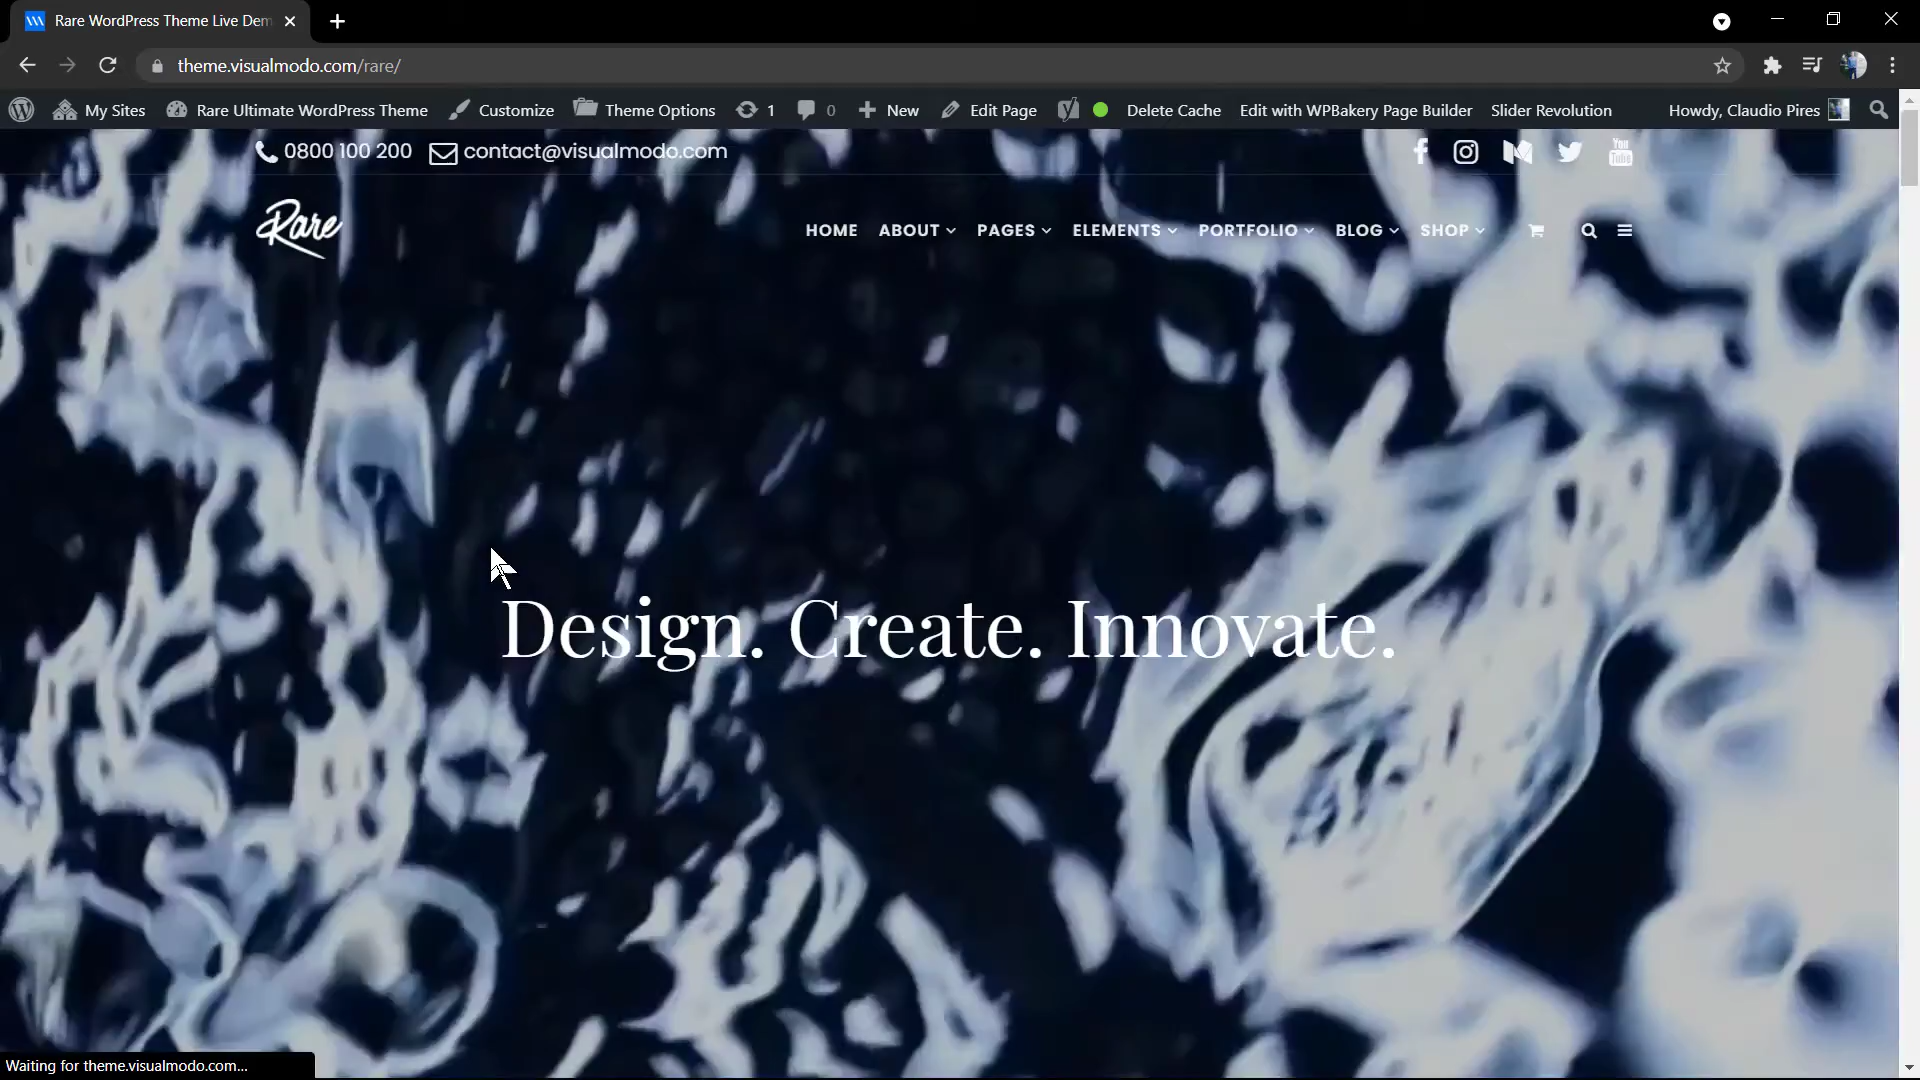 Rare WordPress Theme Live Dem
theme.visualmodo.com/rare/
My Sites Rare Ultimate WordPress Theme Customize Theme Options 1 0 New Edit Page Delete Cache Edit with WPBakery Page Builder Slider Revolution Howdy, Claudio Pires
0800 100 200 contact@visualmodo.com You Tube
Rare
HOME ABOUT PAGES ELEMENTS PORTFOLIO BLOG SHOP
Design. Create. Innovate.
Waiting for theme.visualmodo.com...